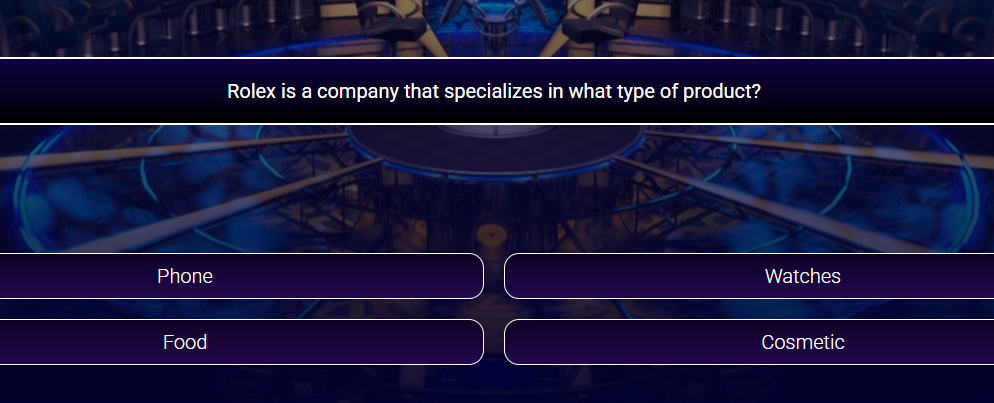 Rolex is a company that specializes in what type of product?
Phone
Watches
Food
Cosmetic